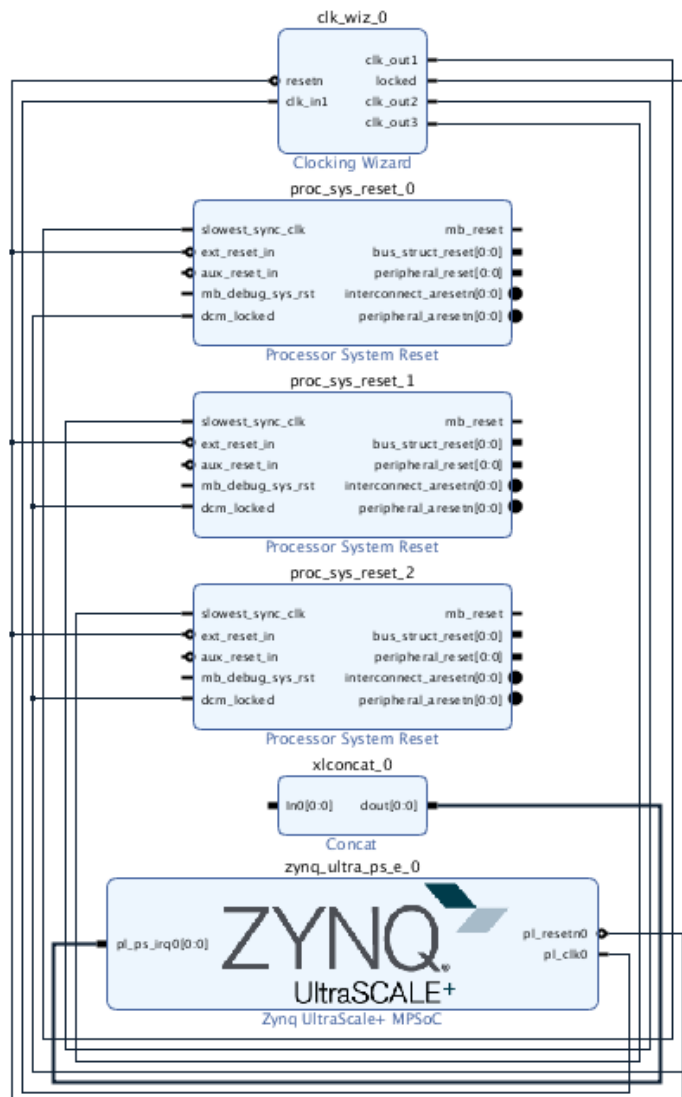 clk_wiz_0
clk_out1
resetn locked
clk_in1 clk_out2
clk_out3
Clocking Wizard
proc_sys_reset_0
slowest_sync_clk mb_reset
ext_reset_in bus_struct_reset[0:0]
aux_reset_in peripheral_reset[0:0]
mb_debug_sys_rst interconnect_aresetn[0:0]
dcm_locked peripheral_aresetn[0:0]
Processor System Reset
proc_sys_reset_1
slowest_sync_clk mb_reset
ext_reset_in bus_struct_reset[0:0]
aux_reset_in peripheral_reset[0:0]
mb_debug_sys_rst interconnect_aresetn[0:0]
dcm_locked peripheral_aresetn[0:0]
Processor System Reset
proc_sys_reset_2
slowest_sync_clk mb_reset
ext_reset_in bus_struct_reset[0:0]
aux_reset_in peripheral_reset[0:0]
mb_debug_sys_rst interconnect_aresetn[0:0]
dcm_locked peripheral_aresetn[0:0]
Processor System Reset
xlconcat_0
In0[0:0] dout[0:0]
Concat
zynq_ultra_ps_e_0
pl_ps_irq0[0:0] ZYNQ pl_resetn0
pl_clk0
UltraSCALE+
Zynq UltraScale+ MPSoC